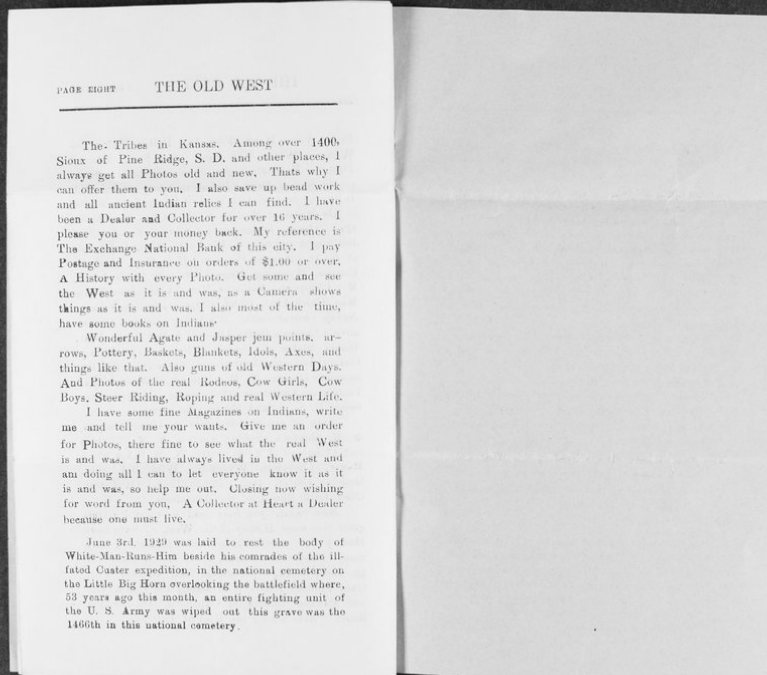 PAGE EIGHT THE OLD WEST
The- Tribes in Kansas. Among over 1400,
Sioux of Pine Ridge, S. D. and other places, I
always get all Photos old and new. Thats why I
can offer them to you. I also save up bead work
and all ancient Indian relics I can find. I have
been a Dealer and Collector for over 16 years. I
please you or your money back. My reference is
The Exchange National Bank of this city. I pay
Postage and Insurance on orders of $1.00 or over.
A History with every Photo. Get some and see
the West as it is and was, as a Camera shows
things as it is and was. I also most of the time,
have some books on Indians.
Wonderful Agate and Jasper jem points, ar-
rows, Pottery, Baskets, Blankets, Idols, Axes, and
things like that. Also guns of old Western Days.
And Photos of the real Rodeos, Cow Girls, Cow
Boys, Steer Riding, Roping and real Western Life.
I have some fine Magazines on Indians, write
me and tell me your wants. Give me an order
for Photos, there fine to see what the real West
is and was. I have always lived in the West and
am doing all I can to let everyone know it as it
is and was, so help me out. Closing now wishing
for word from you, A Collector at Heart a Dealer
because one must live.
June 3rd, 1929 was laid to rest the body of
White-Man-Runs-Him beside his comrades of the ill-
fated Custer expedition, in the national cemetery on
the Little Big Horn overlooking the battlefield where,
53 years ago this month, an entire fighting unit of
the U. S. Army was wiped out this grave was the
1466th in this national cemetery.